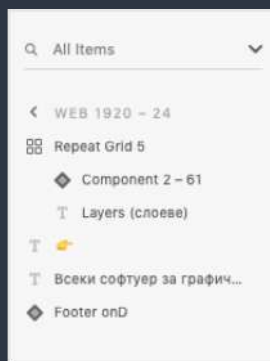 All Items
WEB 1920 – 24
Repeat Grid 5
Component 2 – 61
Layers (слоеве)
👉
Всеки софтуер за графич...
Footer onD